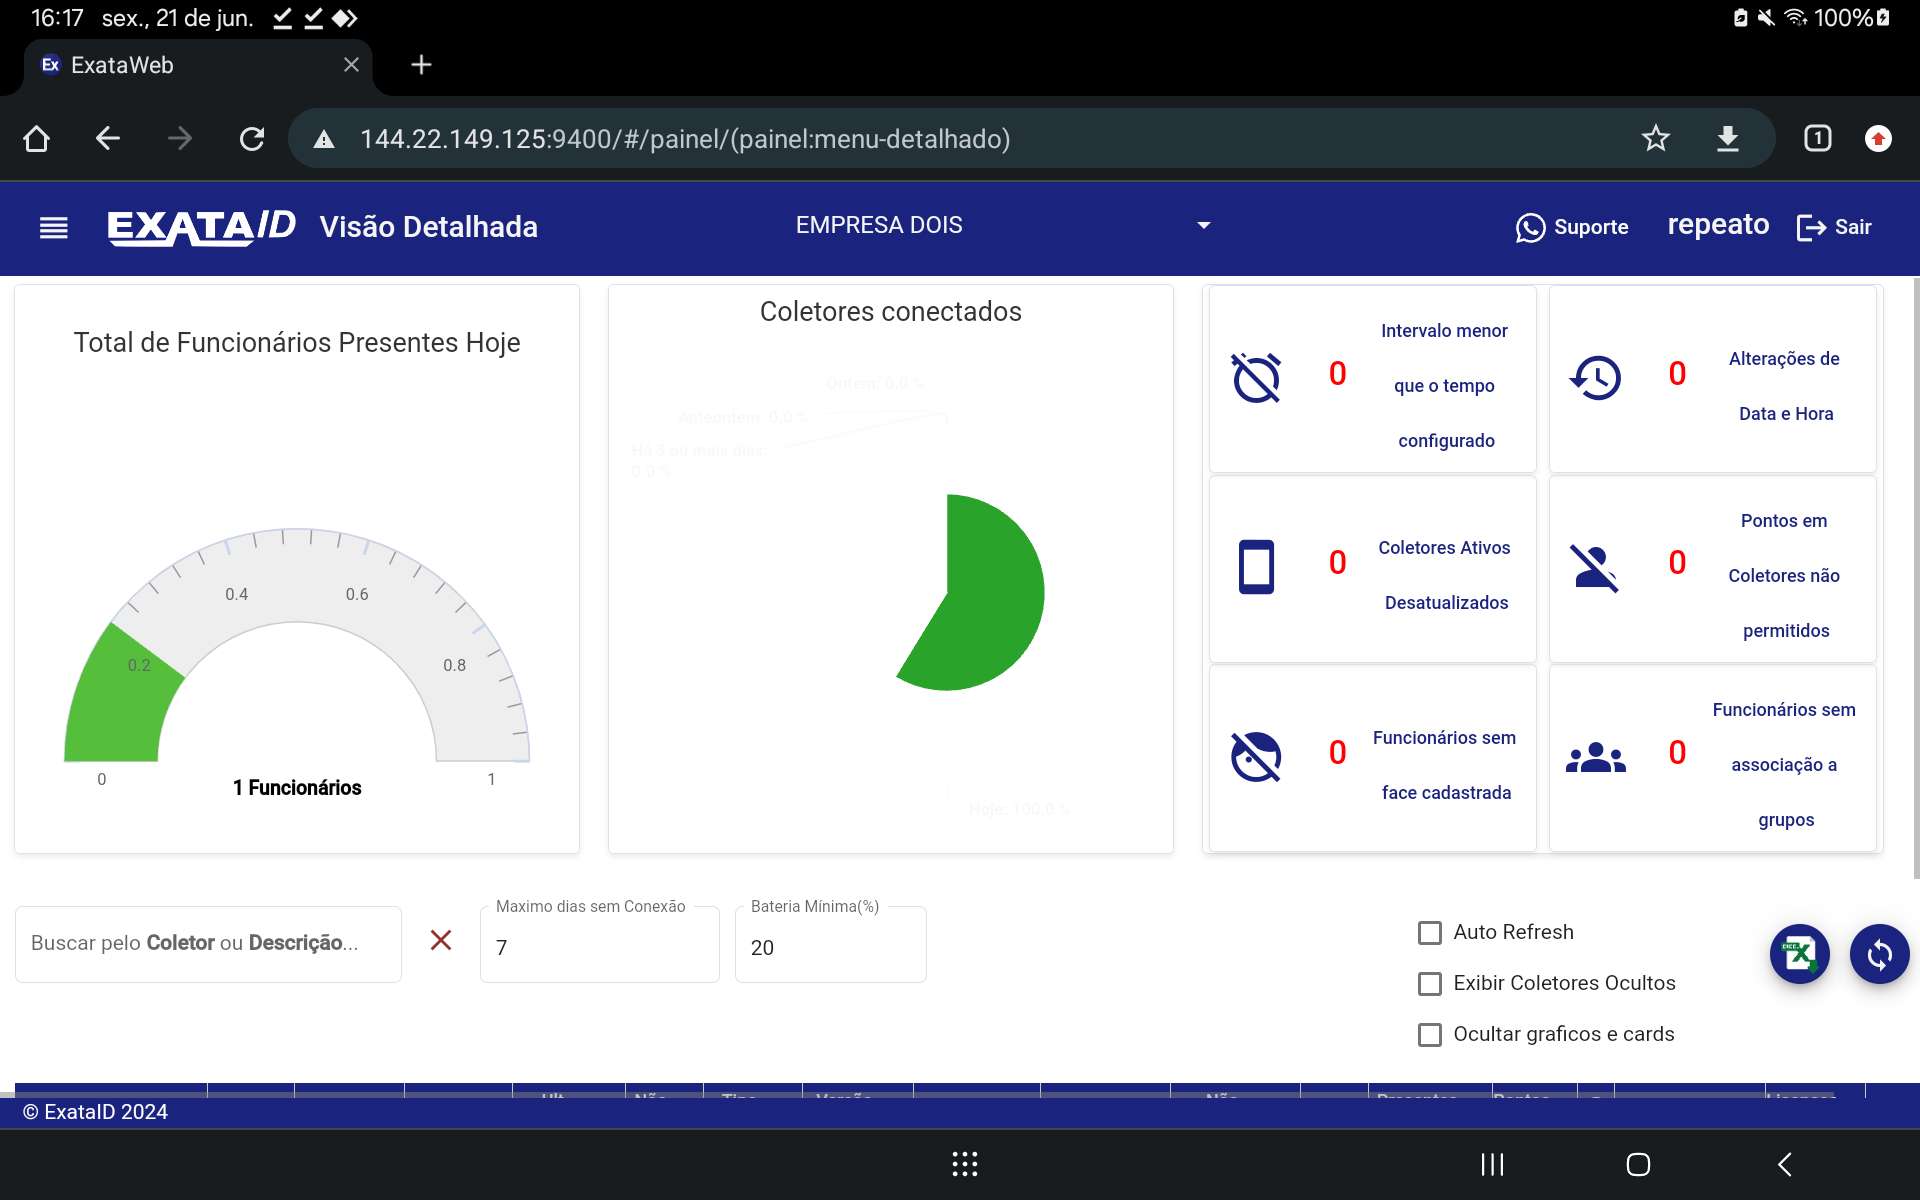 16:17 sex., 21 de jun.
100%
Ex ExataWeb
144.22.149.125:9400/#/painel/(painel:menu-detalhado)
1
EXATAID Visão Detalhada
EMPRESA DOIS
Suporte
repeato
Sair
Total de Funcionários Presentes Hoje
0
0.2
0.4
0.6
0.8
1
1 Funcionários
Coletores conectados
Ontem: 0.0 %
Anteontem: 0.0 %
Há 3 ou mais dias:
0.0 %
Hoje: 100.0 %
0
Intervalo menor
que o tempo
configurado
0
Alterações de
Data e Hora
0
Coletores Ativos
Desatualizados
0
Pontos em
Coletores não
permitidos
0
Funcionários sem
face cadastrada
0
Funcionários sem
associação a
grupos
Buscar pelo Coletor ou Descrição...
Maximo dias sem Conexão
7
Bateria Mínima(%)
20
Auto Refresh
Exibir Coletores Ocultos
Ocultar graficos e cards
© ExataID 2024